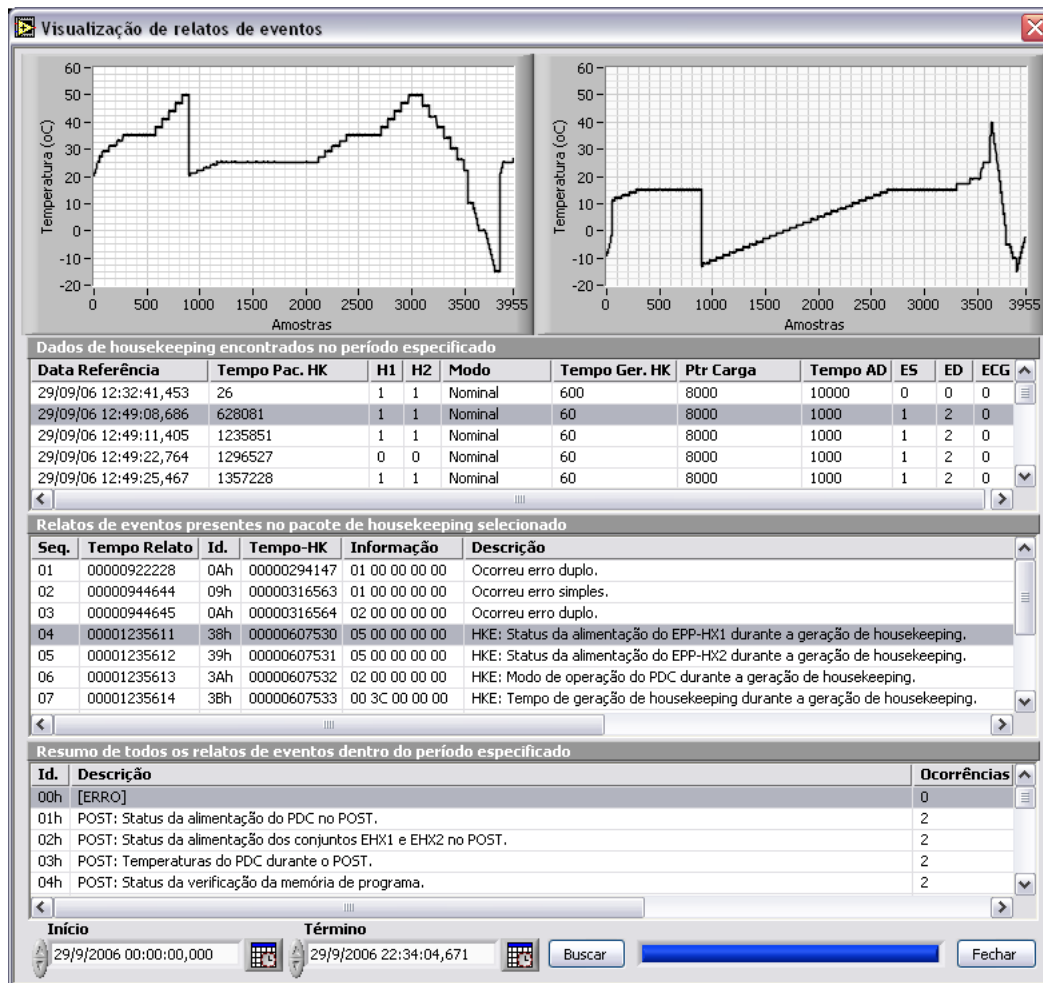 Visualização de relatos de eventos
60
50
40
30
20
10
0
-10
-20
Temperatura (oC)
0 500 1000 1500 2000 2500 3000 3500 3955
Amostras
60
50
40
30
20
10
0
-10
-20
Temperatura (oC)
0 500 1000 1500 2000 2500 3000 3500 3955
Amostras
Dados de housekeeping encontrados no período especificado
Data Referência Tempo Pac. HK H1 H2 Modo Tempo Ger. HK Ptr Carga Tempo AD ES ED ECG
29/09/06 12:32:41,453 26 1 1 Nominal 600 8000 10000 0 0 0
29/09/06 12:49:08,686 628081 1 1 Nominal 60 8000 1000 1 2 0
29/09/06 12:49:11,405 1235851 1 1 Nominal 60 8000 1000 1 2 0
29/09/06 12:49:22,764 1296527 0 0 Nominal 60 8000 1000 1 2 0
29/09/06 12:49:25,467 1357228 1 1 Nominal 60 8000 1000 1 2 0
Relatos de eventos presentes no pacote de housekeeping selecionado
Seq. Tempo Relato Id. Tempo-HK Informação Descrição
01 00000922228 0Ah 00000294147 01 00 00 00 00 Ocorreu erro duplo.
02 00000944644 09h 00000316563 01 00 00 00 00 Ocorreu erro simples.
03 00000944645 0Ah 00000316564 02 00 00 00 00 Ocorreu erro duplo.
04 00001235611 38h 00000607530 05 00 00 00 00 HKE: Status da alimentação do EPP-HX1 durante a geração de housekeeping.
05 00001235612 39h 00000607531 05 00 00 00 00 HKE: Status da alimentação do EPP-HX2 durante a geração de housekeeping.
06 00001235613 3Ah 00000607532 02 00 00 00 00 HKE: Modo de operação do PDC durante a geração de housekeeping.
07 00001235614 3Bh 00000607533 00 3C 00 00 00 HKE: Tempo de geração de housekeeping durante a geração de housekeeping.
Resumo de todos os relatos de eventos dentro do período especificado
Id. Descrição Ocorrências
00h [ERRO] 0
01h POST: Status da alimentação do PDC no POST. 2
02h POST: Status da alimentação dos conjuntos EHX1 e EHX2 no POST. 2
03h POST: Temperaturas do PDC durante o POST. 2
04h POST: Status da verificação da memória de programa. 2
Início Término
29/9/2006 00:00:00,000 29/9/2006 22:34:04,671 Buscar Fechar